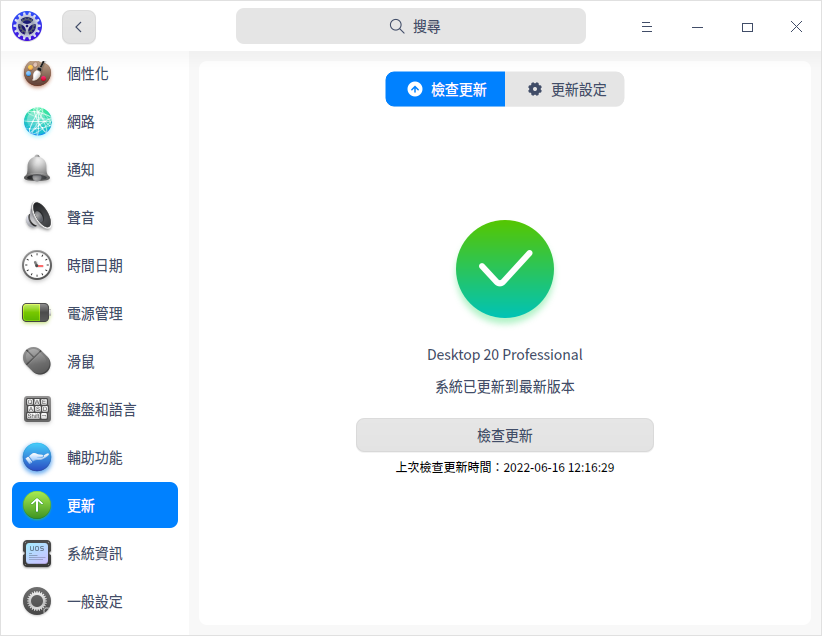 搜尋
個性化
網路
通知
聲音
時間日期
電源管理
滑鼠
鍵盤和語言
輔助功能
更新
UOS
系統資訊
一般設定
檢查更新
更新設定
Desktop 20 Professional
系統已更新到最新版本
檢查更新
上次檢查更新時間：2022-06-16 12:16:29